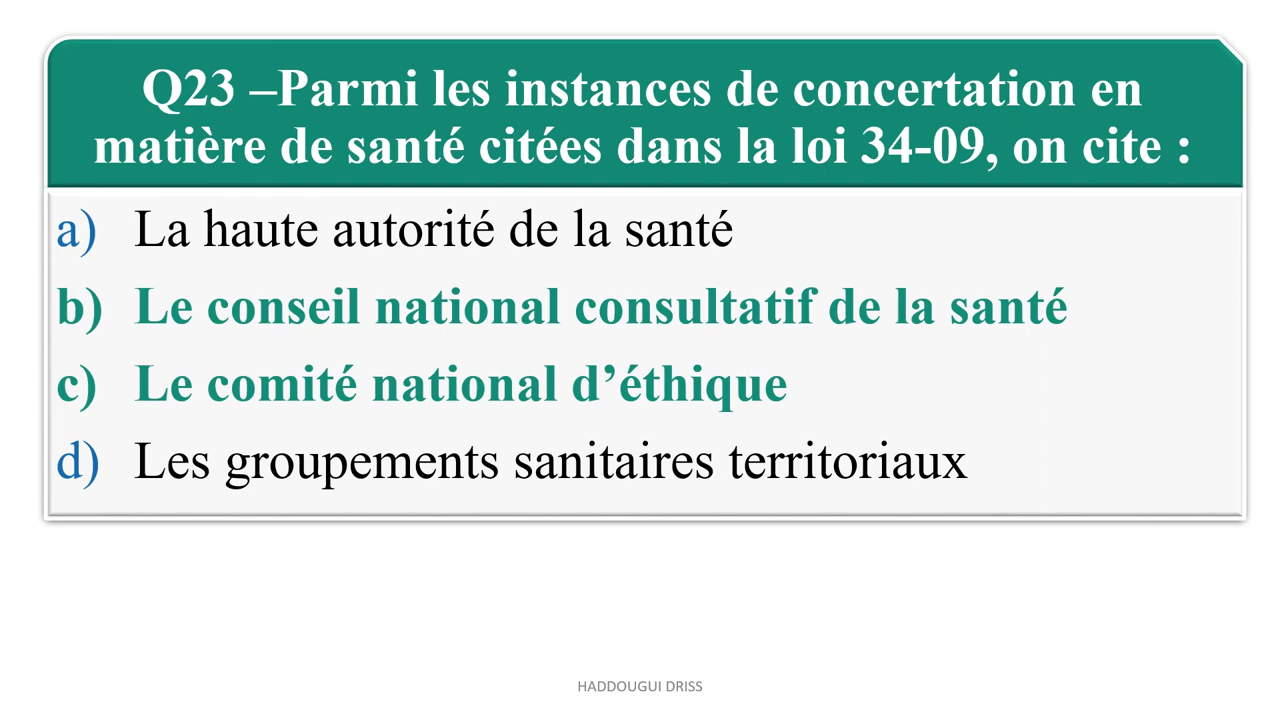 Q23 –Parmi les instances de concertation en
matière de santé citées dans la loi 34-09, on cite :
a) La haute autorité de la santé
b) Le conseil national consultatif de la santé
c) Le comité national d’éthique
d) Les groupements sanitaires territoriaux
HADDOUGUI DRISS